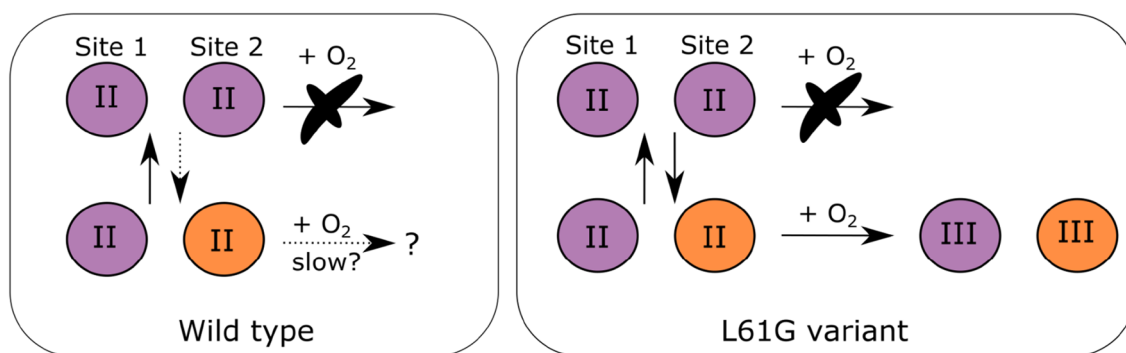 Site 1 Site 2
+ O₂
II II
II II
+ O₂
slow?
?
Wild type
Site 1 Site 2
+ O₂
II II
II II
+ O₂
III III
L61G variant